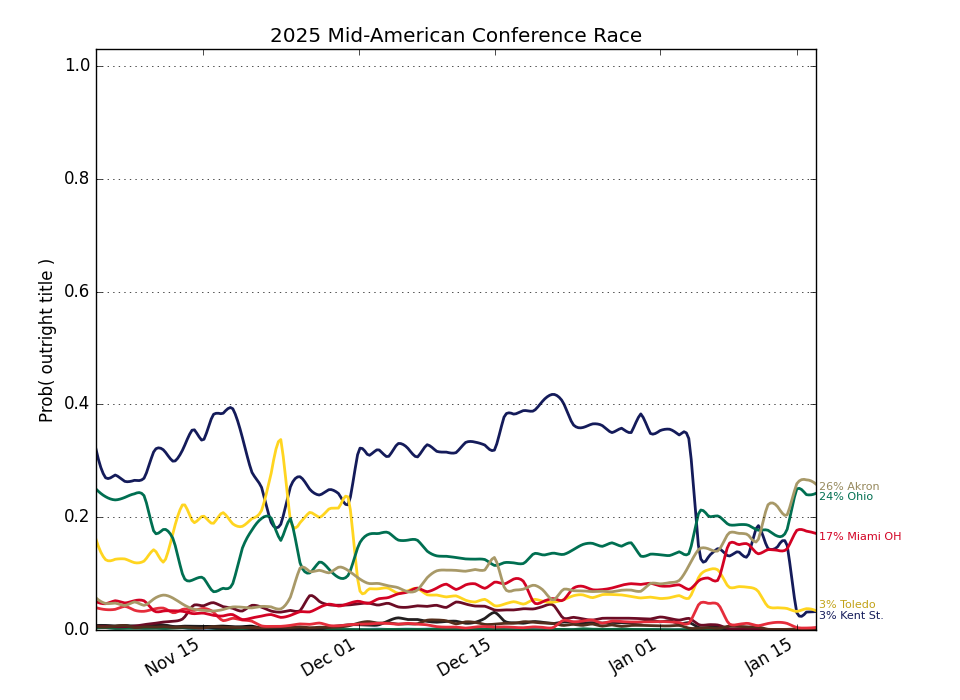 2025 Mid-American Conference Race
Prob( outright title )
1.0
0.8
0.6
0.4
0.2
0.0
26% Akron
24% Ohio
17% Miami OH
3% Toledo
3% Kent St.
Nov 15
Dec 01
Dec 15
Jan 01
Jan 15